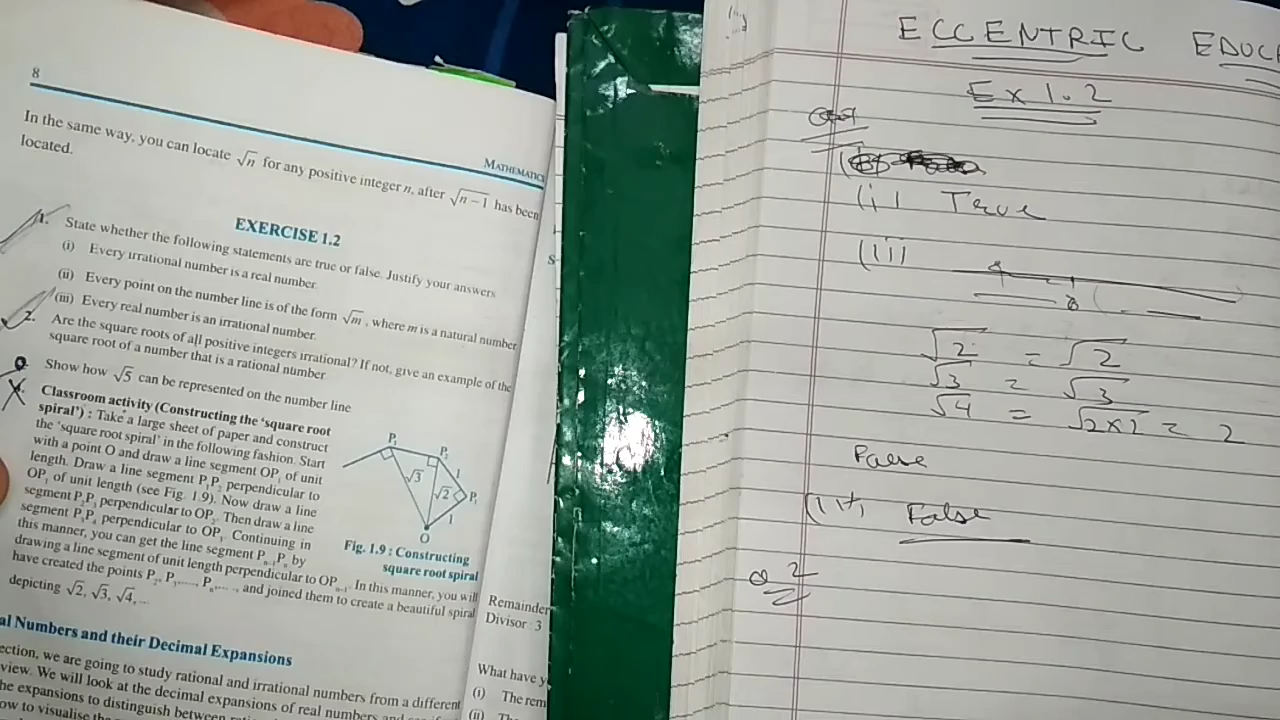 8
MATHEMATICS
In the same way, you can locate √n for any positive integer n, after √n−1 has been
located.
EXERCISE 1.2
1. State whether the following statements are true or false. Justify your answers
(i) Every irrational number is a real number.
(ii) Every point on the number line is of the form √m, where m is a natural number
(iii) Every real number is an irrational number.
2. Are the square roots of all positive integers irrational? If not, give an example of the
square root of a number that is a rational number
Show how √5 can be represented on the number line
Classroom activity (Constructing the 'square root
spiral') : Take a large sheet of paper and construct
the 'square root spiral' in the following fashion. Start
with a point O and draw a line segment OP₁ of unit
length. Draw a line segment P₁P₂ perpendicular to
OP₁ of unit length (see Fig. 1.9). Now draw a line
segment P₂P₃ perpendicular to OP₂. Then draw a line
segment P₃P₄ perpendicular to OP₃. Continuing in
this manner, you can get the line segment Pₙ₋₁Pₙ by
drawing a line segment of unit length perpendicular to OPₙ₋₁. In this manner, you will
have created the points P₂, P₃,....., Pₙ,.... ., and joined them to create a beautiful spiral
depicting √2, √3, √4, ...
P₃
P₂
P₁
√3
√2
1
1
O
Fig. 1.9 : Constructing
square root spiral
al Numbers and their Decimal Expansions
ection, we are going to study rational and irrational numbers from a different
view. We will look at the decimal expansions of real numbers and
he expansions to distinguish between
ow to visualise the
Remainder
Divisor : 3
What have y
(i) The rem
(ii) The
ECCENTRIC EDUC
Ex 1.2
(i) True
(ii)
√2 = √2
√3 = √3
√4 = √2×2 = 2
False
(iii) False
Q 2